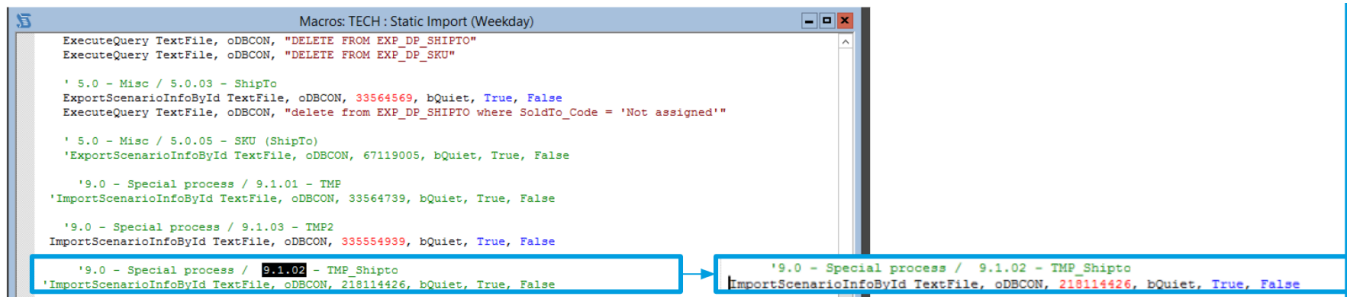 Macros: TECH : Static Import (Weekday)
ExecuteQuery TextFile, oDBCON, "DELETE FROM EXP_DP_SHIPTO"
ExecuteQuery TextFile, oDBCON, "DELETE FROM EXP_DP_SKU"
' 5.0 - Misc / 5.0.03 - ShipTo
ExportScenarioInfoById TextFile, oDBCON, 33564569, bQuiet, True, False
ExecuteQuery TextFile, oDBCON, "delete from EXP_DP_SHIPTO where SoldTo_Code = 'Not assigned'"
' 5.0 - Misc / 5.0.05 - SKU (ShipTo)
'ExportScenarioInfoById TextFile, oDBCON, 67119005, bQuiet, True, False
'9.0 - Special process / 9.1.01 - TMP
'ImportScenarioInfoById TextFile, oDBCON, 33564739, bQuiet, True, False
'9.0 - Special process / 9.1.03 - TMP2
ImportScenarioInfoById TextFile, oDBCON, 335554939, bQuiet, True, False
'9.0 - Special process / 9.1.02 - TMP_Shipto
'ImportScenarioInfoById TextFile, oDBCON, 218114426, bQuiet, True, False
'9.0 - Special process / 9.1.02 - TMP_Shipto
ImportScenarioInfoById TextFile, oDBCON, 218114426, bQuiet, True, False